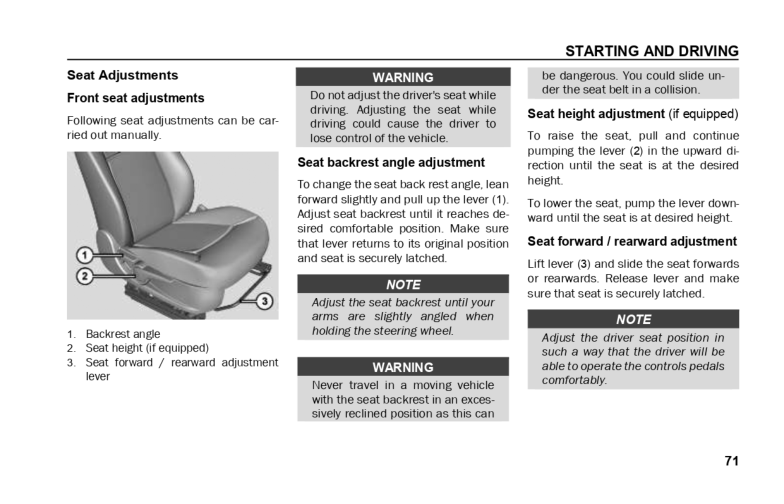 STARTING AND DRIVING
Seat Adjustments
Front seat adjustments
Following seat adjustments can be car-
ried out manually.
1
2
3
1. Backrest angle
2. Seat height (if equipped)
3. Seat forward / rearward adjustment
lever
WARNING
Do not adjust the driver's seat while
driving. Adjusting the seat while
driving could cause the driver to
lose control of the vehicle.
Seat backrest angle adjustment
To change the seat back rest angle, lean
forward slightly and pull up the lever (1).
Adjust seat backrest until it reaches de-
sired comfortable position. Make sure
that lever returns to its original position
and seat is securely latched.
NOTE
Adjust the seat backrest until your
arms are slightly angled when
holding the steering wheel.
WARNING
Never travel in a moving vehicle
with the seat backrest in an exces-
sively reclined position as this can
be dangerous. You could slide un-
der the seat belt in a collision.
Seat height adjustment (if equipped)
To raise the seat, pull and continue
pumping the lever (2) in the upward di-
rection until the seat is at the desired
height.
To lower the seat, pump the lever down-
ward until the seat is at desired height.
Seat forward / rearward adjustment
Lift lever (3) and slide the seat forwards
or rearwards. Release lever and make
sure that seat is securely latched.
NOTE
Adjust the driver seat position in
such a way that the driver will be
able to operate the controls pedals
comfortably.
71